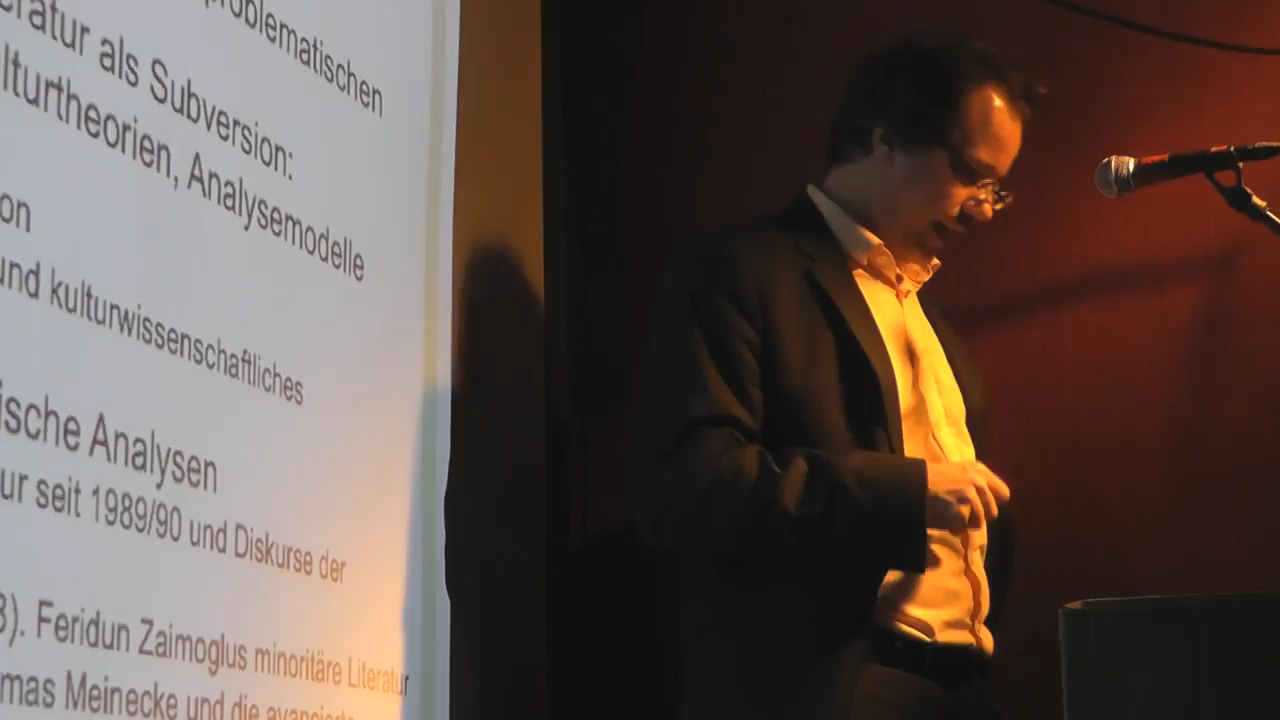 problematischen
eratur als Subversion:
lturtheorien, Analysemodelle
on
und kulturwissenschaftliches
ische Analysen
ur seit 1989/90 und Diskurse der
3). Feridun Zaimoglus minoritäre Literatur
mas Meinecke und die avancierte